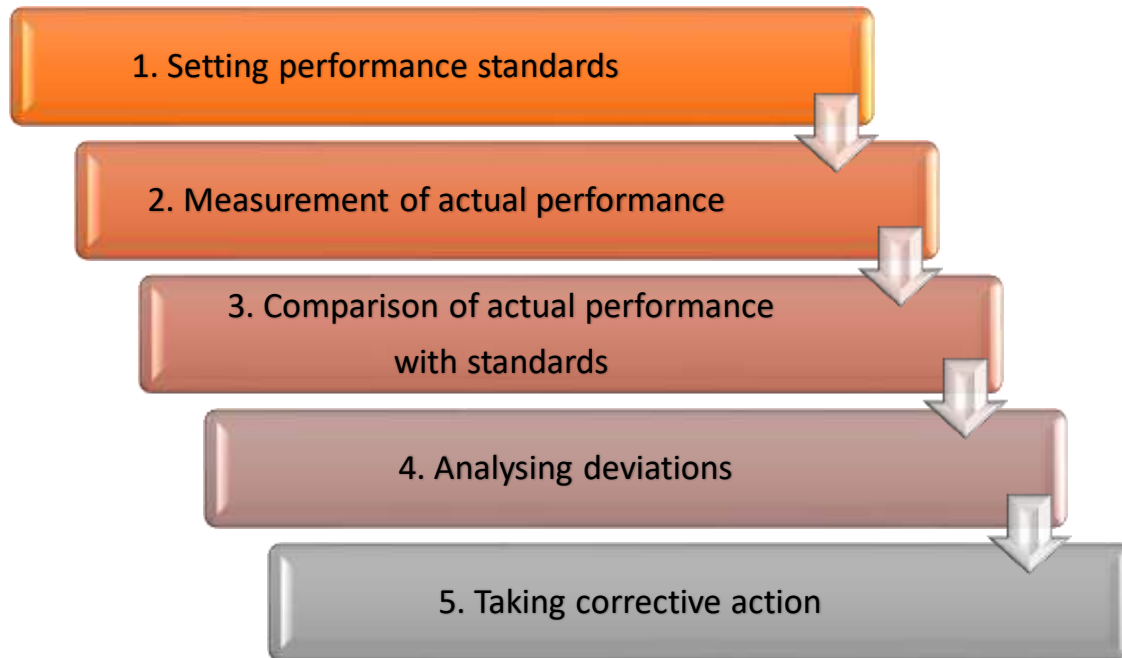 1. Setting performance standards
2. Measurement of actual performance
3. Comparison of actual performance
with standards
4. Analysing deviations
5. Taking corrective action